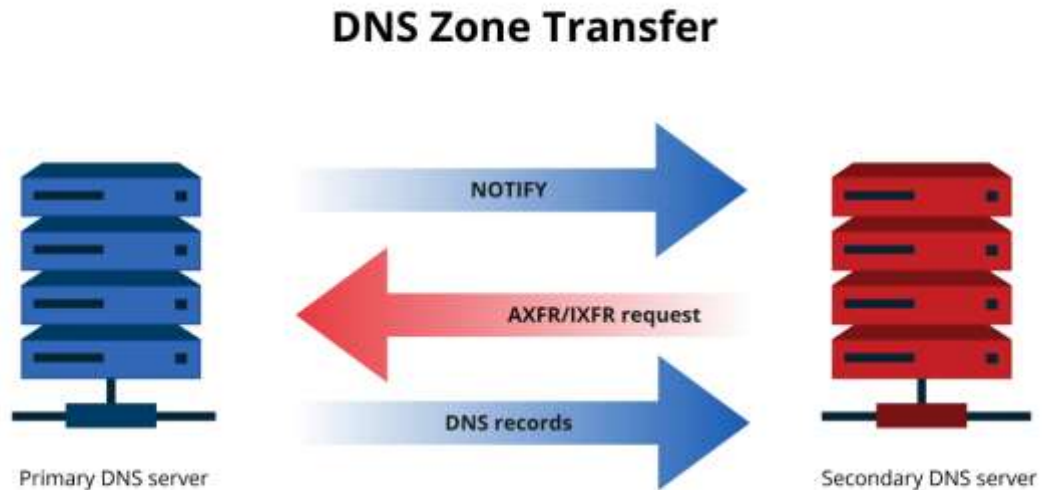 DNS Zone Transfer
NOTIFY
AXFR/IXFR request
DNS records
Primary DNS server
Secondary DNS server